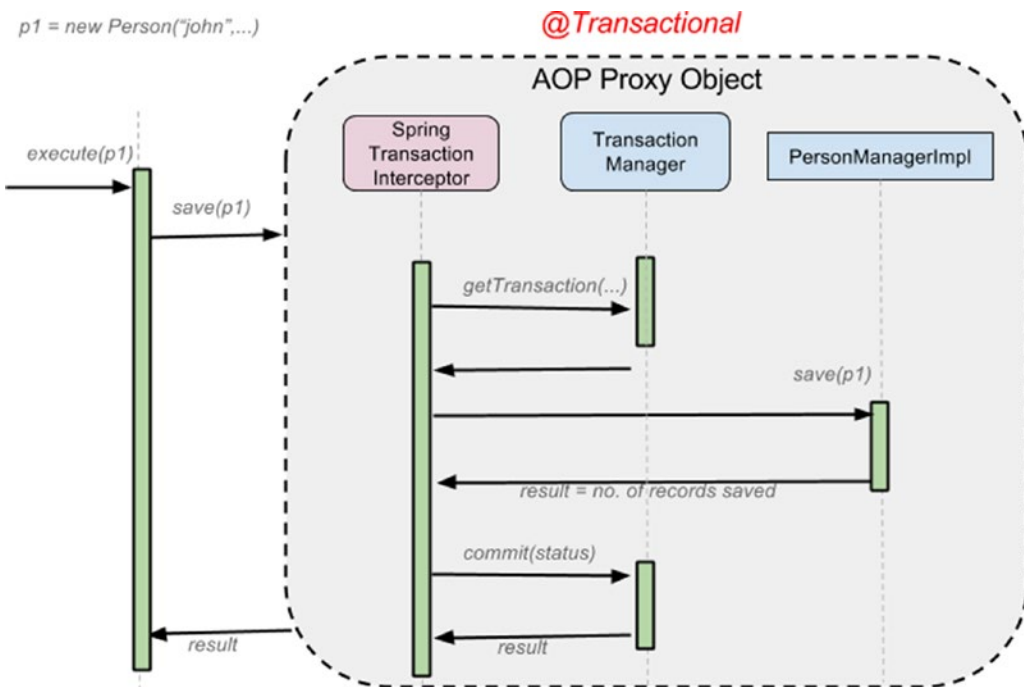 p1 = new Person(“john”,...)
@Transactional
AOP Proxy Object
Spring
Transaction
Interceptor
Transaction
Manager
PersonManagerImpl
execute(p1)
save(p1)
getTransaction(...)
save(p1)
result = no. of records saved
commit(status)
result
result